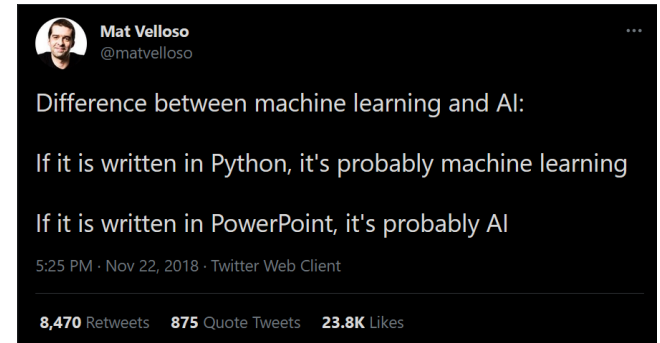 Mat Velloso
@matvelloso
...
Difference between machine learning and AI:
If it is written in Python, it's probably machine learning
If it is written in PowerPoint, it's probably AI
5:25 PM · Nov 22, 2018 · Twitter Web Client
8,470 Retweets 875 Quote Tweets 23.8K Likes